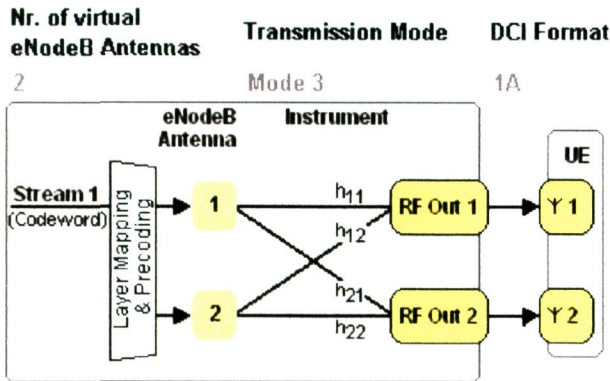 Nr. of virtual
eNodeB Antennas
Transmission Mode
DCI Format
2
Mode 3
1A
eNodeB
Antenna
Instrument
UE
Stream 1
(Codeword)
Layer Mapping
& Precoding
1
2
h11
h12
h21
h22
RF Out 1
RF Out 2
1
2